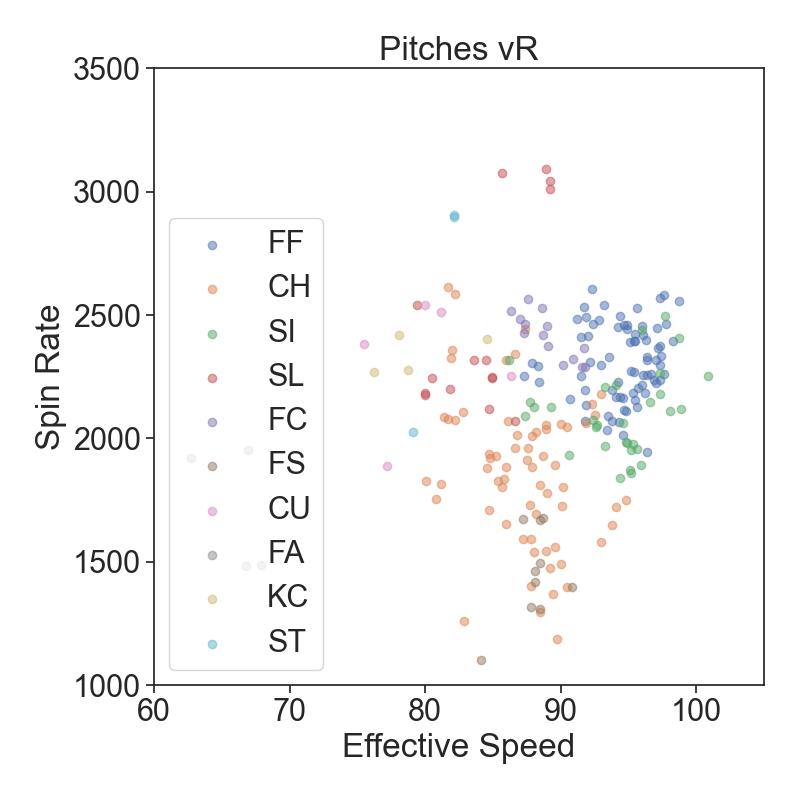 Pitches vR
3500
3000
2500
2000
1500
1000
Spin Rate
FF
CH
SI
SL
FC
FS
CU
FA
KC
ST
60 70 80 90 100
Effective Speed